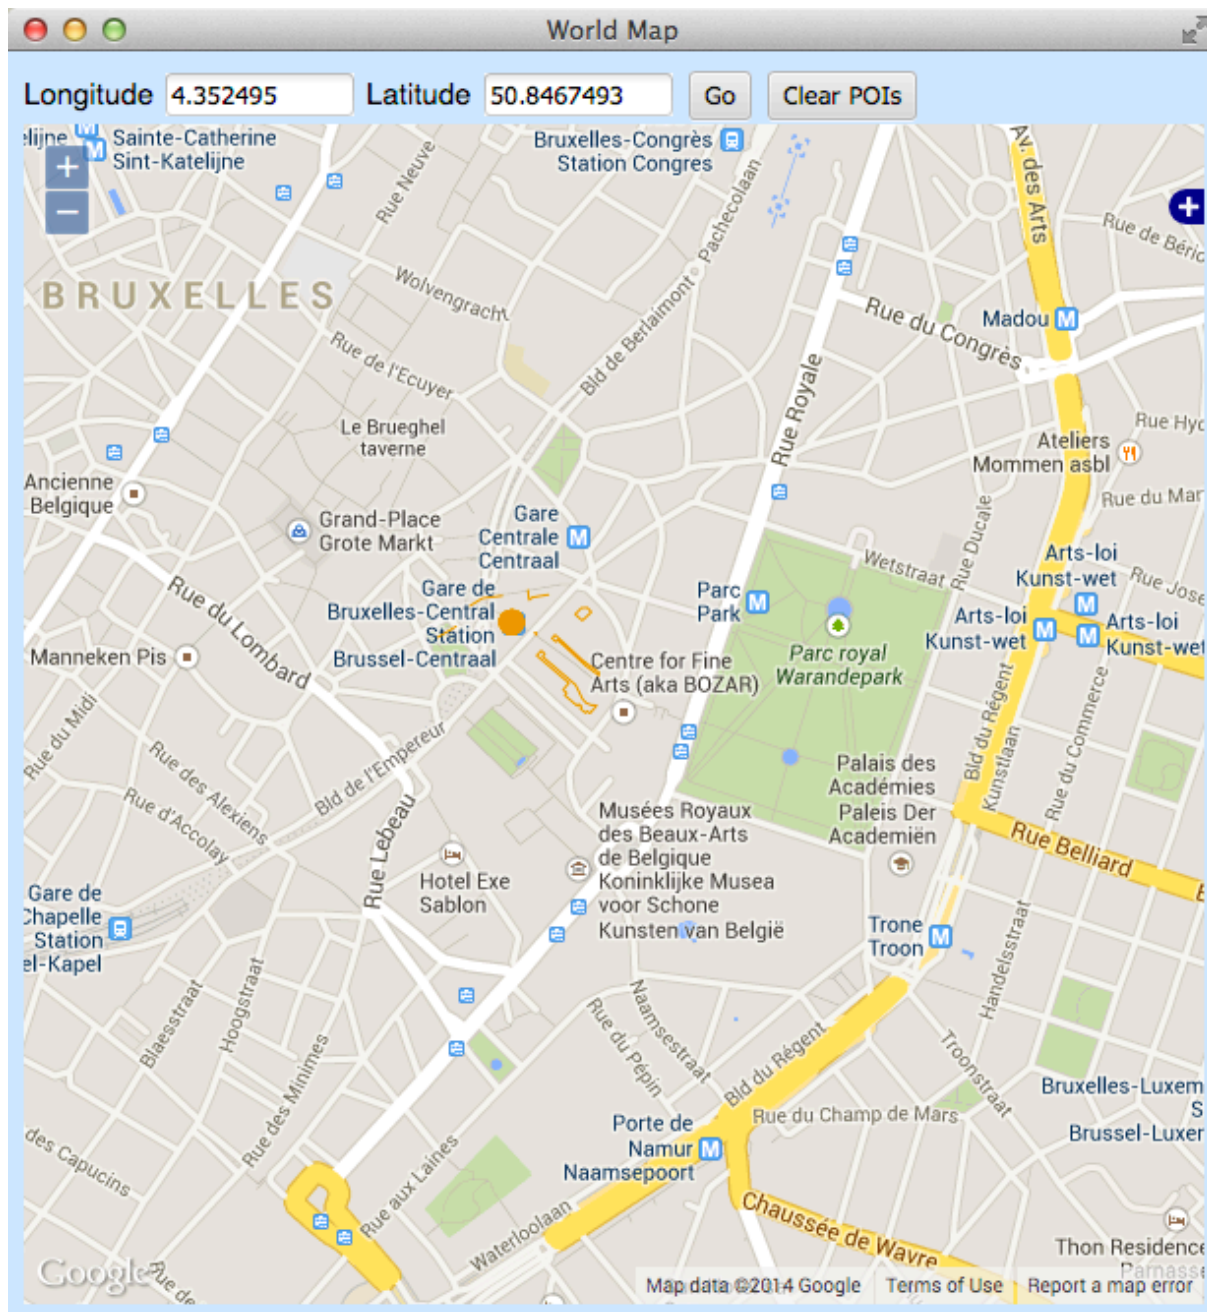 World Map
Longitude 4.352495 Latitude 50.8467493 Go Clear POIs
elijne
Sainte-Catherine
Sint-Katelijne
Bruxelles-Congrès
Station Congres
Av. des Arts
Rue Neuve
Pachecolaan
Rue de Béric
BRUXELLES
Wolvengracht
Bld de Berlaimont
Madou
Rue du Congrès
Rue de l'Ecuyer
Rue Royale
Le Brueghel
taverne
Rue Hyd
Ateliers
Mommen asbl
Ancienne
Belgique
Rue du Mar
Grand-Place
Grote Markt
Gare
Centrale
Centraal
Rue Ducale
Wetstraat
Arts-loi
Kunst-wet
Rue Jose
Gare de
Bruxelles-Central
Station
Brussel-Centraal
Parc
Park
Arts-loi
Kunst-wet
Arts-loi
Kunst-wet
Rue du Lombard
Manneken Pis
Centre for Fine
Arts (aka BOZAR)
Parc royal
Warandepark
Rue du Midi
Rue des Alexiens
Bld de l'Empereur
Bld du Régent
Kunstlaan
Rue du Commerce
Palais des
Académies
Paleis Der
Academiën
Rue d'Accolay
Rue Lebeau
Musées Royaux
des Beaux-Arts
de Belgique
Koninklijke Musea
voor Schone
Kunsten van België
Rue Belliard
Hotel Exe
Sablon
Gare de
Chapelle
Station
el-Kapel
Trone
Troon
Handelsstraat
Blaesstraat
Hoogstraat
Rue des Minimes
Naamsestraat
Rue du Pépin
Bld du Régent
Troonstraat
Bruxelles-Luxem
S
Brussel-Luxer
Rue du Champ de Mars
Porte de
Namur
Naamsepoort
des Capucins
Rue aux Laines
Waterloolaan
Chaussée de Wavre
Thon Residence
Parnasse
Google
Map data ©2014 Google Terms of Use Report a map error